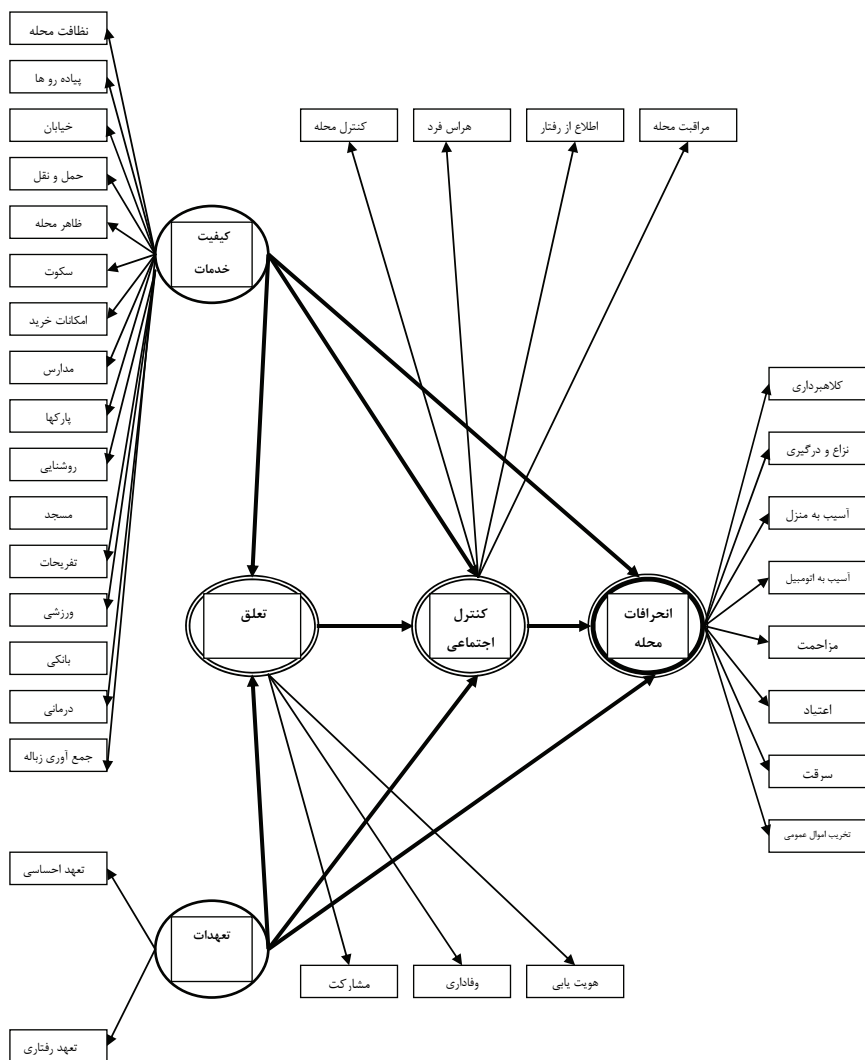 نظافت محله
پیاده رو ها
خیابان
حمل و نقل
ظاهر محله
سکوت
امکانات خرید
مدارس
پارکها
روشنایی
مسجد
تفریحات
ورزشی
بانکی
درمانی
جمع آوری زباله
تعهد احساسی
تعهد رفتاری
کیفیت
خدمات
تعهدات
تعلق
کنترل محله
هراس فرد
اطلاع از رفتار
مراقبت محله
کنترل
اجتماعی
مشارکت
وفاداری
هویت یابی
انحرافات
محله
کلاهبرداری
نزاع و درگیری
آسیب به منزل
آسیب به اتومبیل
مزاحمت
اعتیاد
سرقت
تخریب اموال عمومی